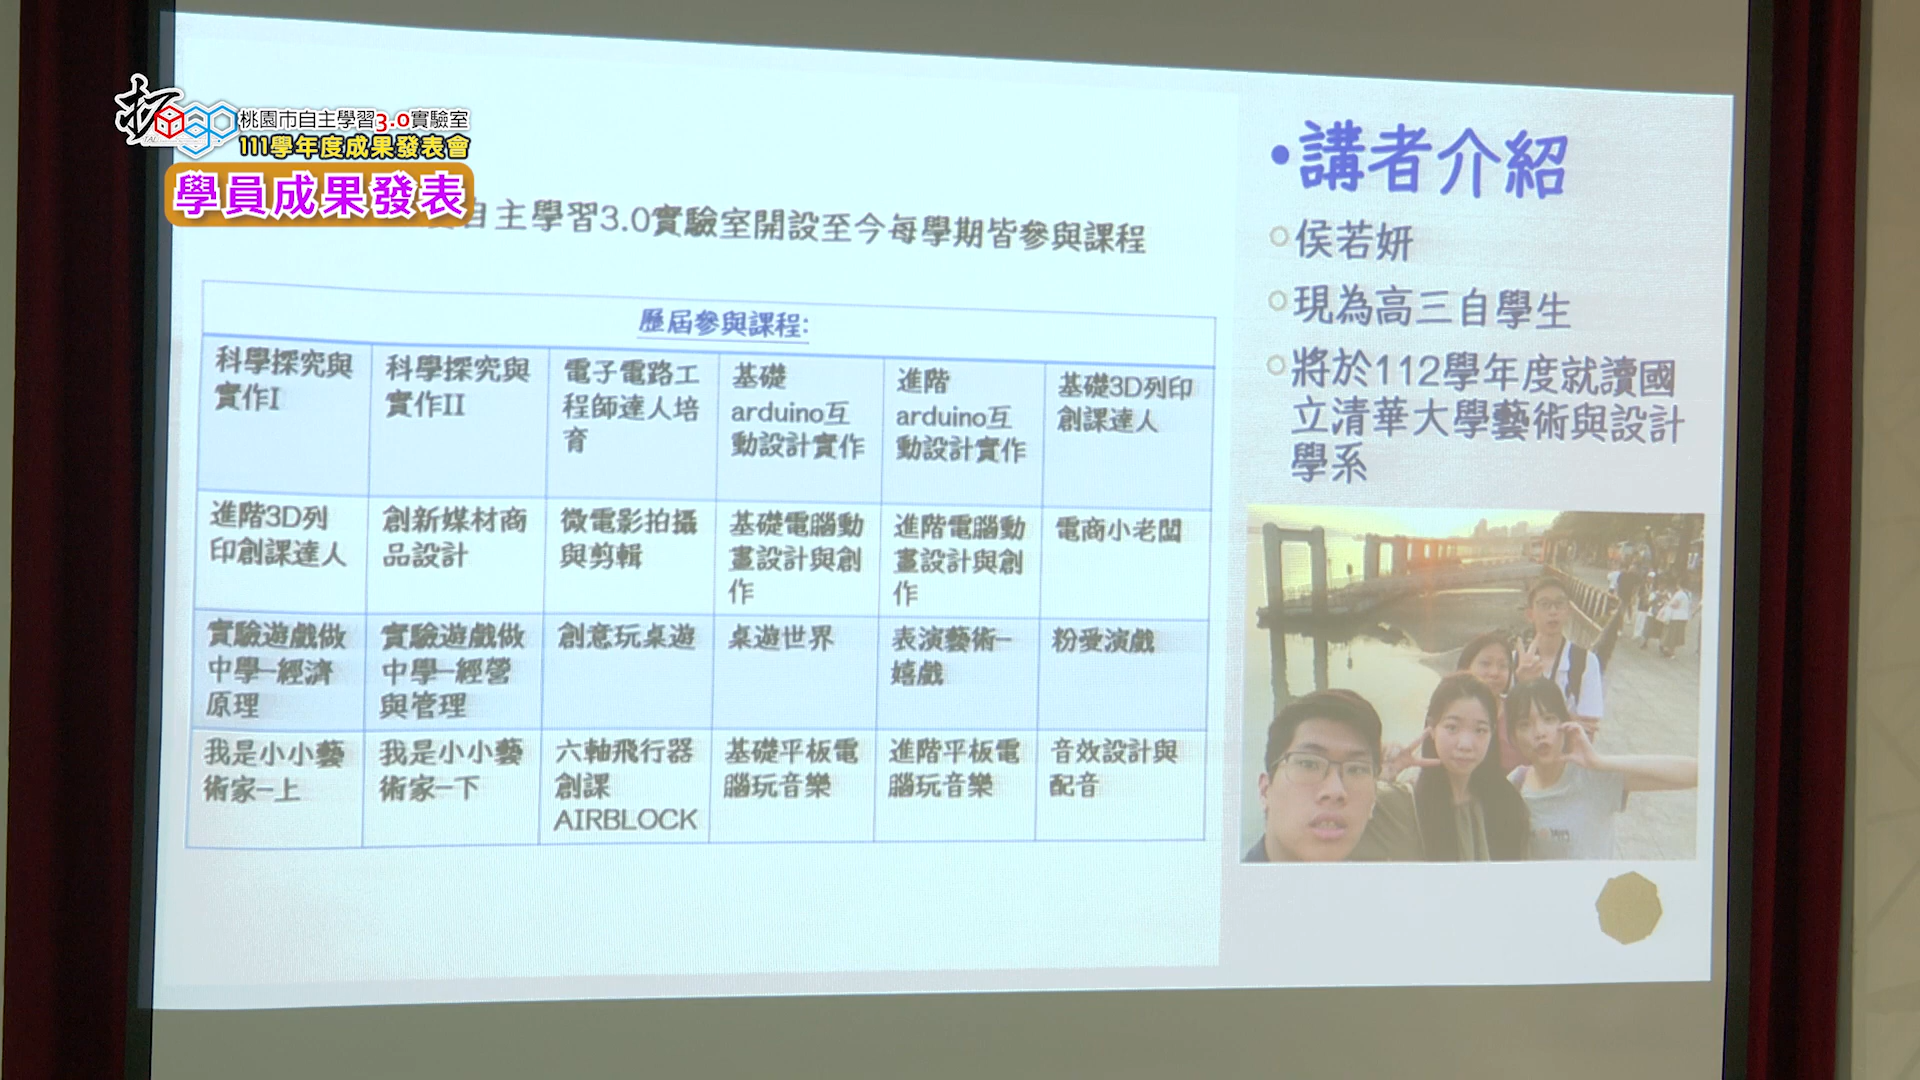 拓
桃園市自主學習3.0實驗室
111學年度成果發表會
學員成果發表
自主學習3.0實驗室開設至今每學期皆參與課程
歷屆參與課程:
科學探究與
實作I
科學探究與
實作II
電子電路工
程師達人培
育
基礎
arduino互
動設計實作
進階
arduino互
動設計實作
基礎3D列印
創課達人
進階3D列
印創課達人
創新媒材商
品設計
微電影拍攝
與剪輯
基礎電腦動
畫設計與創
作
進階電腦動
畫設計與創
作
電商小老闆
實驗遊戲做
中學-經濟
原理
實驗遊戲做
中學-經營
與管理
創意玩桌遊
桌遊世界
表演藝術-
嬉戲
粉愛演戲
我是小小藝
術家-上
我是小小藝
術家-下
六軸飛行器
創課
AIRBLOCK
基礎平板電
腦玩音樂
進階平板電
腦玩音樂
音效設計與
配音
•講者介紹
侯若妍
現為高三自學生
將於112學年度就讀國
立清華大學藝術與設計
學系